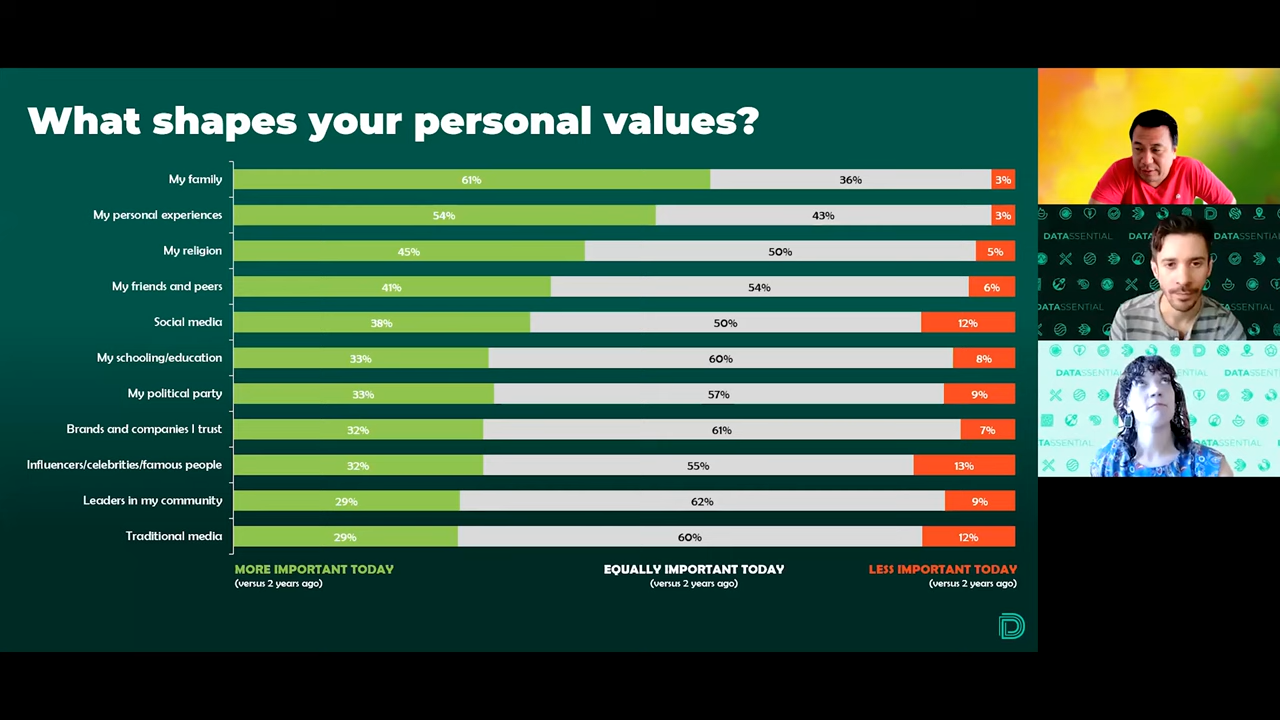 What shapes your personal values?
My family 61% 36% 3%
My personal experiences 54% 43% 3%
My religion 45% 50% 5%
My friends and peers 41% 54% 6%
Social media 38% 50% 12%
My schooling/education 33% 60% 8%
My political party 33% 57% 9%
Brands and companies I trust 32% 61% 7%
Influencers/celebrities/famous people 32% 55% 13%
Leaders in my community 29% 62% 9%
Traditional media 29% 60% 12%
MORE IMPORTANT TODAY EQUALLY IMPORTANT TODAY LESS IMPORTANT TODAY
(versus 2 years ago) (versus 2 years ago) (versus 2 years ago)
DATASSENTIAL
DATASSENTIAL